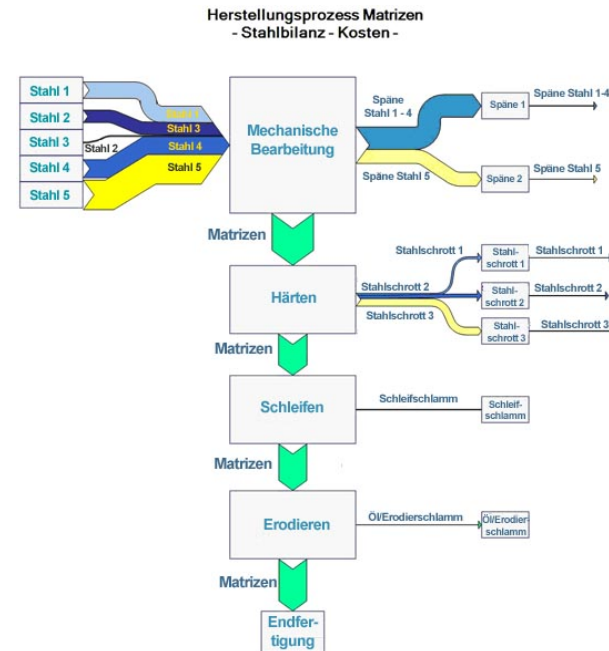 Herstellungsprozess Matrizen
- Stahlbilanz - Kosten -
Stahl 1
Stahl 2
Stahl 3
Stahl 4
Stahl 5
Stahl 1
Stahl 3
Stahl 2
Stahl 4
Stahl 5
Mechanische
Bearbeitung
Späne
Stahl 1 - 4
Späne 1
Späne Stahl 1-4
Späne Stahl 5
Späne 2
Späne Stahl 5
Matrizen
Härten
Stahlschrott 1
Stahlschrott 2
Stahlschrott 3
Stahl-
schrott 1
Stahl-
schrott 2
Stahl-
schrott 3
Stahlschrott 1
Stahlschrott 2
Stahlschrott 3
Matrizen
Schleifen
Schleifschlamm
Schleif-
schlamm
Matrizen
Erodieren
Öl/Erodierschlamm
Öl/Erodier-
schlamm
Matrizen
Endfer-
tigung